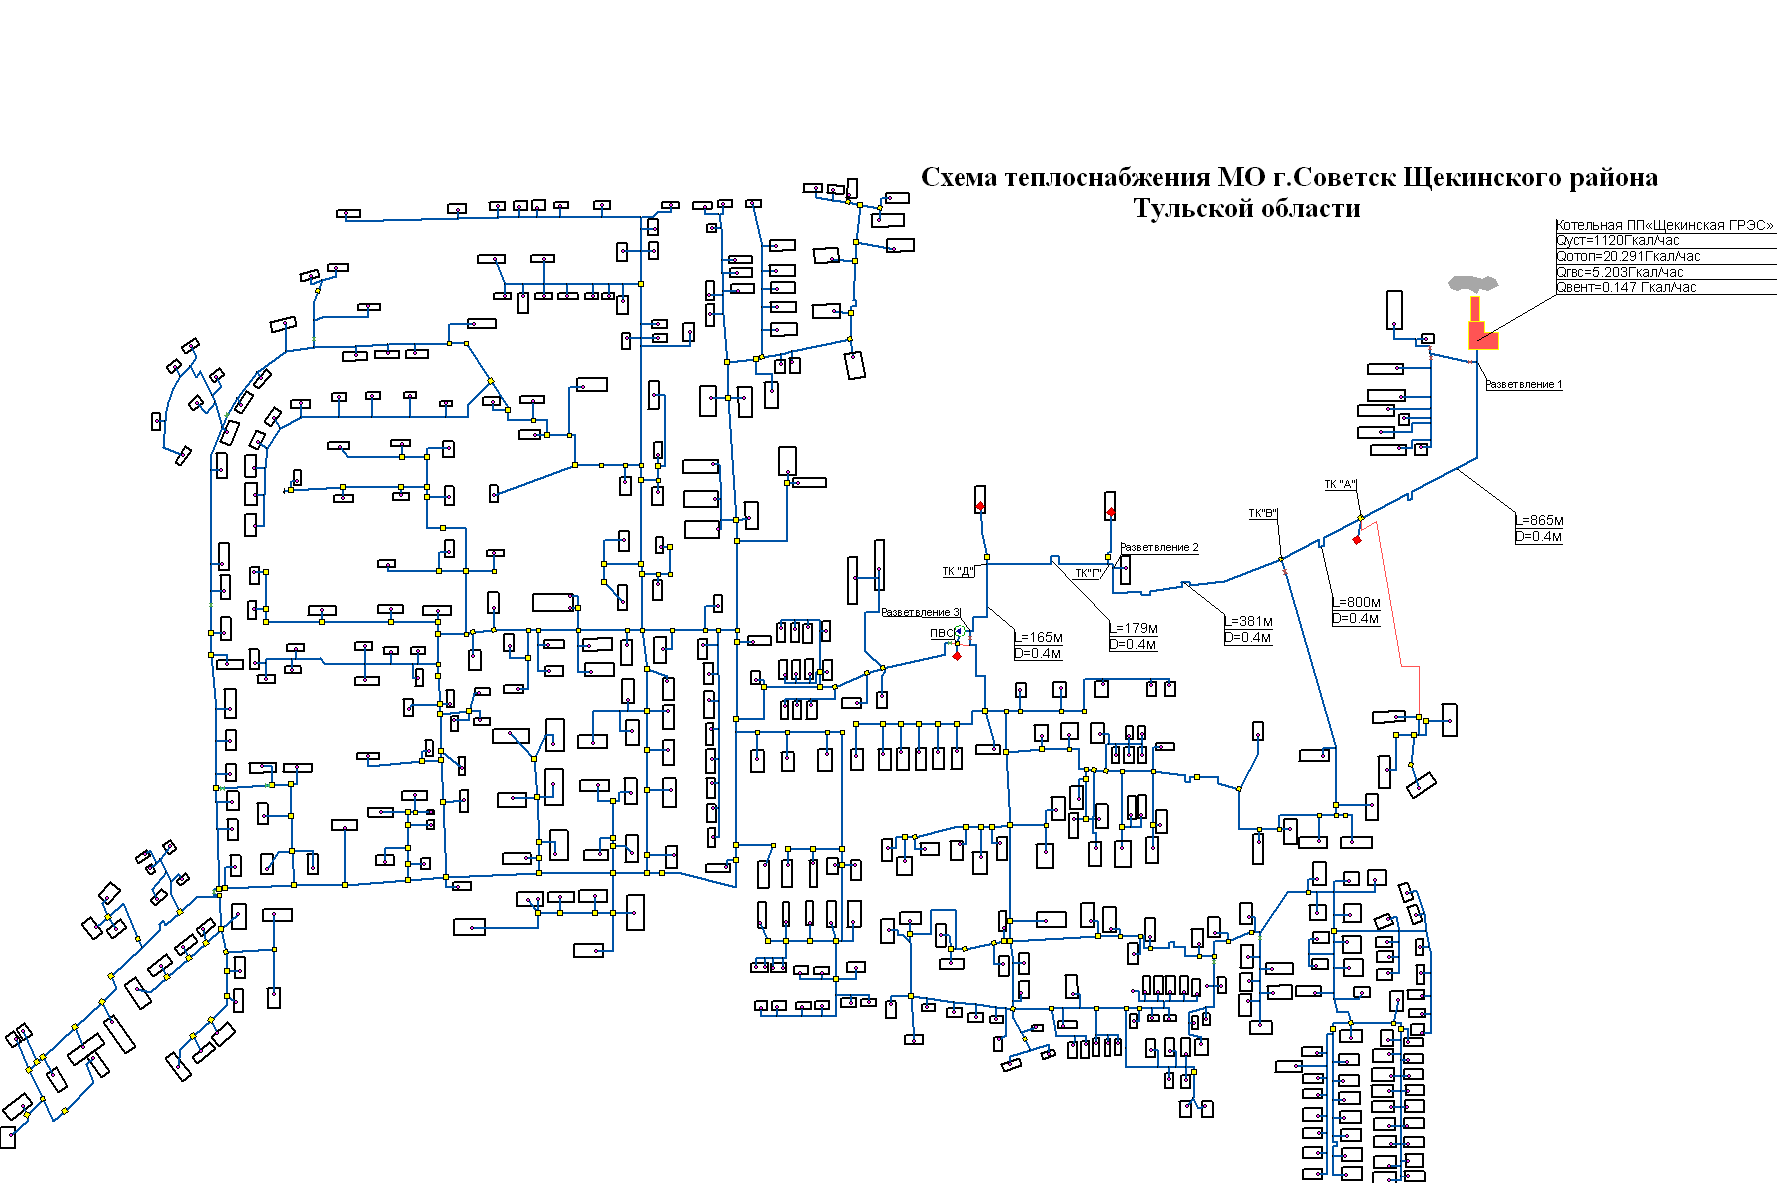 Схема теплоснабжения МО г.Советск Щекинского района
Тульской области
Котельная ПП«Щекинская ГРЭС»
Qуст=1120Гкал/час
Qотоп=20.291Гкал/час
Qгвс=5.203Гкал/час
Qвент=0.147 Гкал/час
Разветвление 1
ТК "А"
ТК"В"
L=865м
D=0.4м
Разветвление 2
ТК "Д"
ТК"Г"
L=800м
D=0.4м
Разветвление 3
ПВС
L=381м
D=0.4м
L=179м
D=0.4м
L=165м
D=0.4м